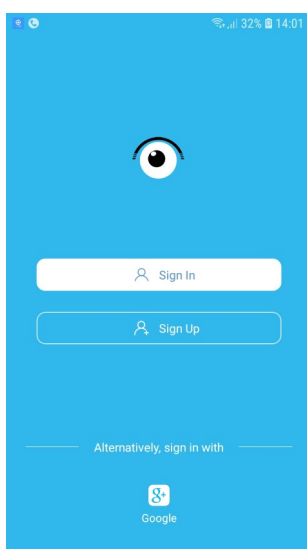 32% 14:01
Sign In
Sign Up
Alternatively, sign in with
g+
Google